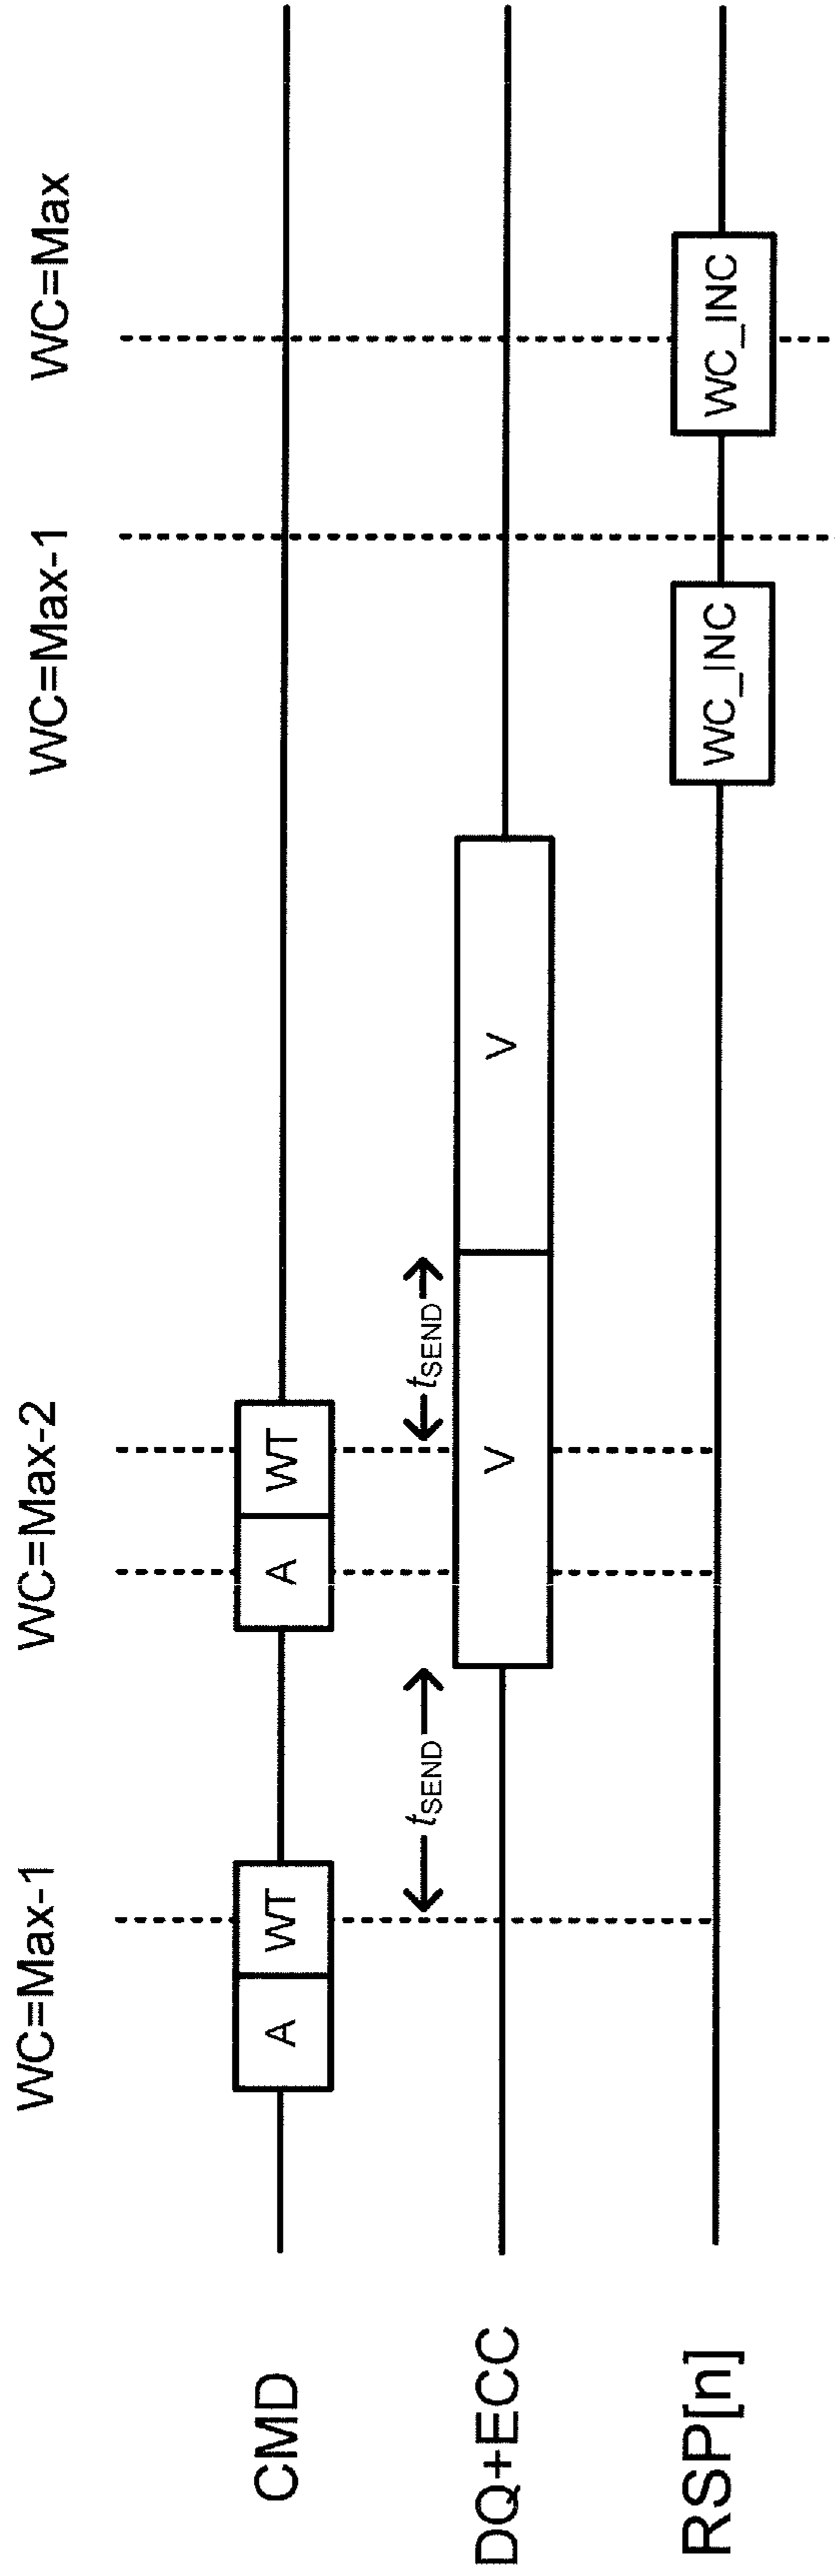 WC=Max-1 WC=Max-2 WC=Max-1 WC=Max
CMD A WT A WT
tSEND tSEND
DQ+ECC V V
RSP[n] WC_INC WC_INC